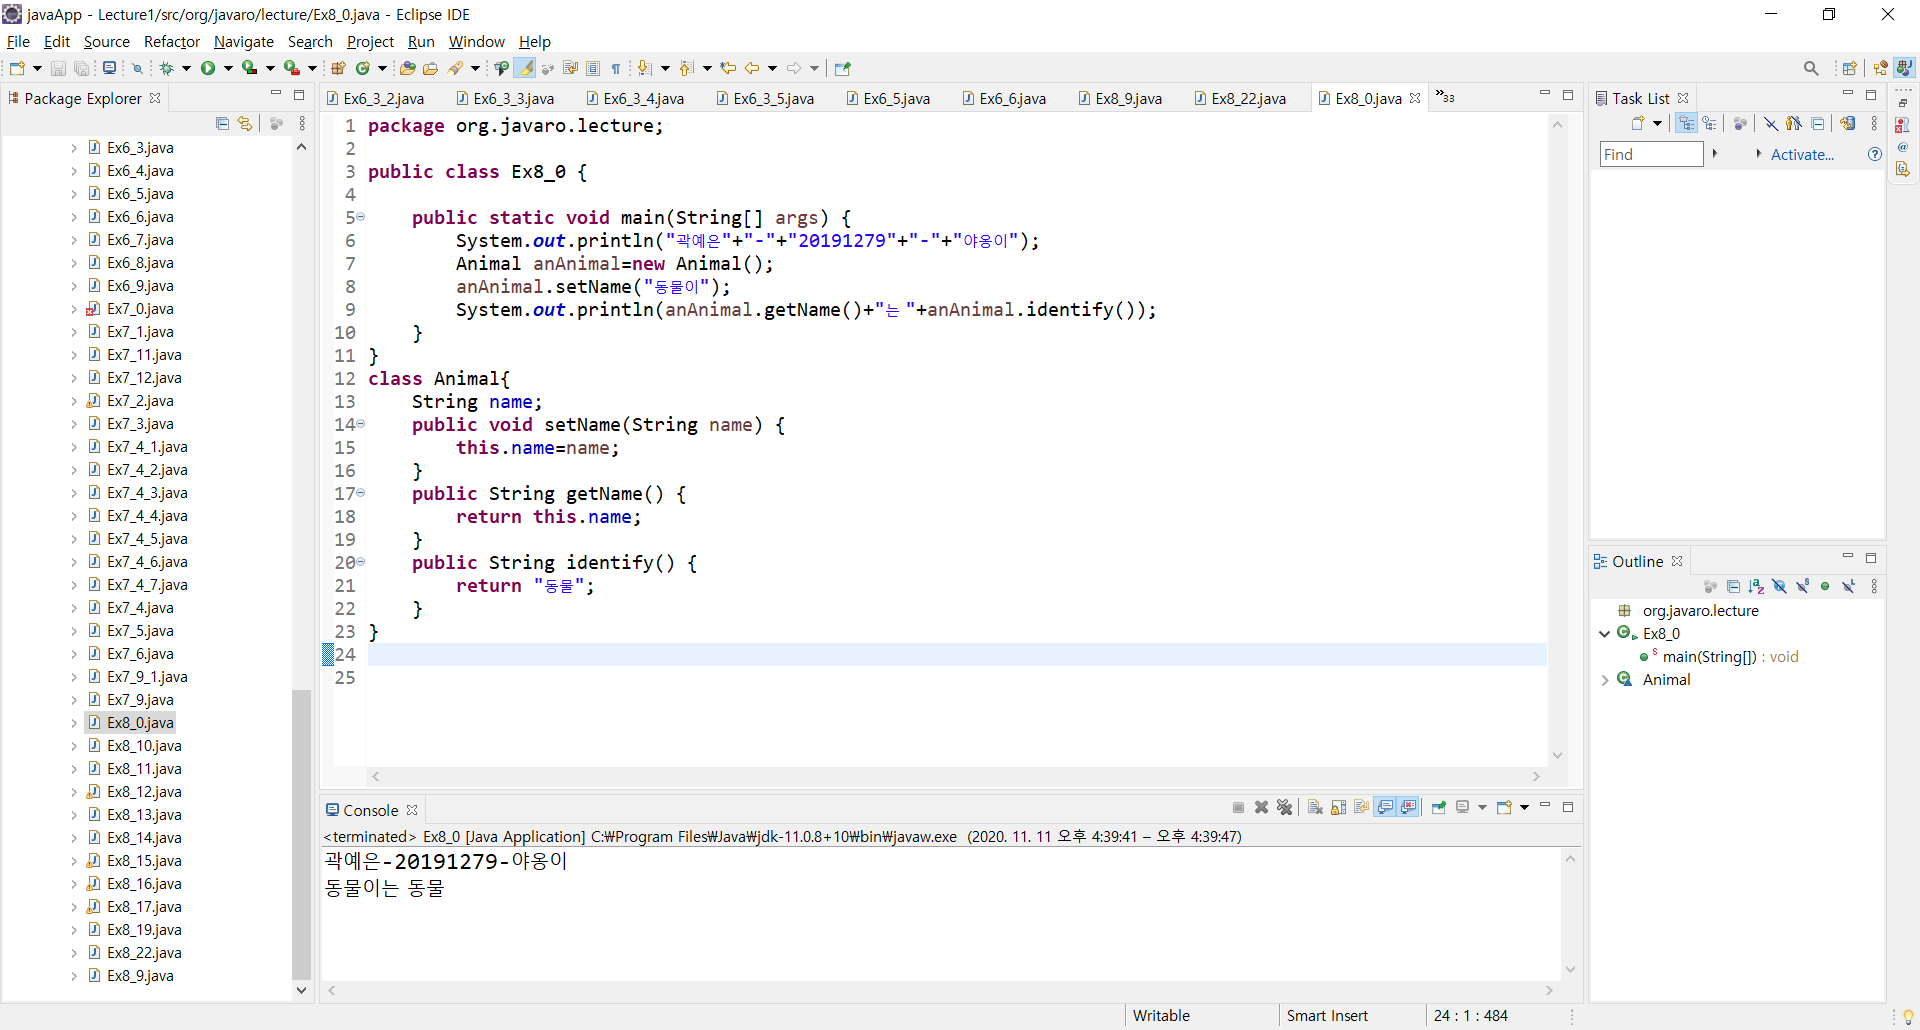 javaApp - Lecture1/src/org/javaro/lecture/Ex8_0.java - Eclipse IDE
File Edit Source Refactor Navigate Search Project Run Window Help
Package Explorer
Ex6_3.java
Ex6_4.java
Ex6_5.java
Ex6_6.java
Ex6_7.java
Ex6_8.java
Ex6_9.java
Ex7_0.java
Ex7_1.java
Ex7_11.java
Ex7_12.java
Ex7_2.java
Ex7_3.java
Ex7_4_1.java
Ex7_4_2.java
Ex7_4_3.java
Ex7_4_4.java
Ex7_4_5.java
Ex7_4_6.java
Ex7_4_7.java
Ex7_4.java
Ex7_5.java
Ex7_6.java
Ex7_9_1.java
Ex7_9.java
Ex8_0.java
Ex8_10.java
Ex8_11.java
Ex8_12.java
Ex8_13.java
Ex8_14.java
Ex8_15.java
Ex8_16.java
Ex8_17.java
Ex8_19.java
Ex8_22.java
Ex8_9.java
Ex6_3_2.java Ex6_3_3.java Ex6_3_4.java Ex6_3_5.java Ex6_5.java Ex6_6.java Ex8_9.java Ex8_22.java Ex8_0.java »33
1 package org.javaro.lecture;
2
3 public class Ex8_0 {
4
5 public static void main(String[] args) {
6 System.out.println("곽예은"+"-"+"20191279"+"-"+"야옹이");
7 Animal anAnimal=new Animal();
8 anAnimal.setName("동물이");
9 System.out.println(anAnimal.getName()+"는 "+anAnimal.identify());
10 }
11 }
12 class Animal{
13 String name;
14 public void setName(String name) {
15 this.name=name;
16 }
17 public String getName() {
18 return this.name;
19 }
20 public String identify() {
21 return "동물";
22 }
23 }
24
25
Console
<terminated> Ex8_0 [Java Application] C:₩Program Files₩Java₩jdk-11.0.8+10₩bin₩javaw.exe (2020. 11. 11 오후 4:39:41 – 오후 4:39:47)
곽예은-20191279-야옹이
동물이는 동물
Task List
Find Activate...
Outline
org.javaro.lecture
Ex8_0
main(String[]) : void
Animal
Writable Smart Insert 24 : 1 : 484